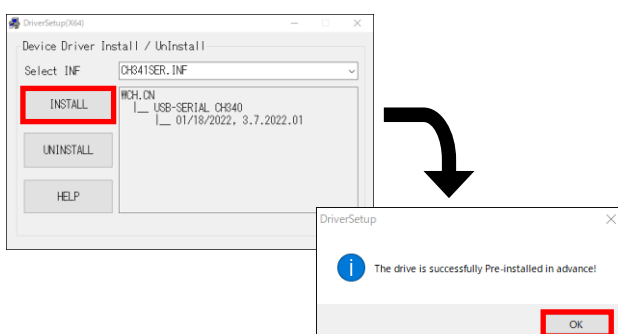 DriverSetup(X64)
Device Driver Install / UnInstall
Select INF
CH341SER.INF
INSTALL
WCH.CN
|__ USB-SERIAL CH340
|__ 01/18/2022, 3.7.2022.01
UNINSTALL
HELP
DriverSetup
The drive is successfully Pre-installed in advance!
OK